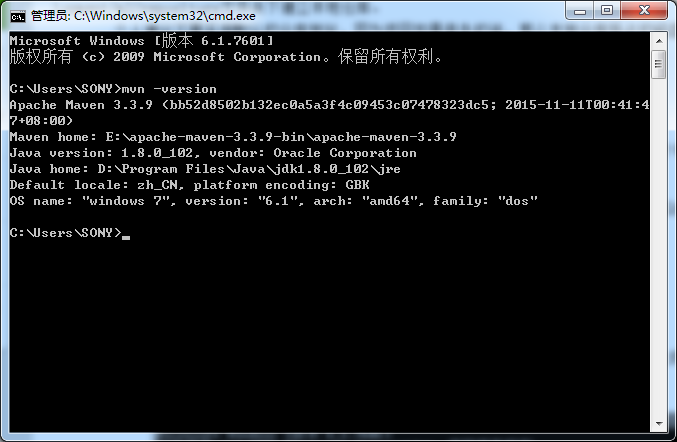 管理员: C:\Windows\system32\cmd.exe
Microsoft Windows [版本 6.1.7601]
版权所有 (c) 2009 Microsoft Corporation。保留所有权利。
C:\Users\SONY>mvn -version
Apache Maven 3.3.9 (bb52d8502b132ec0a5a3f4c09453c07478323dc5; 2015-11-11T00:41:4
7+08:00)
Maven home: E:\apache-maven-3.3.9-bin\apache-maven-3.3.9
Java version: 1.8.0_102, vendor: Oracle Corporation
Java home: D:\Program Files\Java\jdk1.8.0_102\jre
Default locale: zh_CN, platform encoding: GBK
OS name: "windows 7", version: "6.1", arch: "amd64", family: "dos"
C:\Users\SONY>